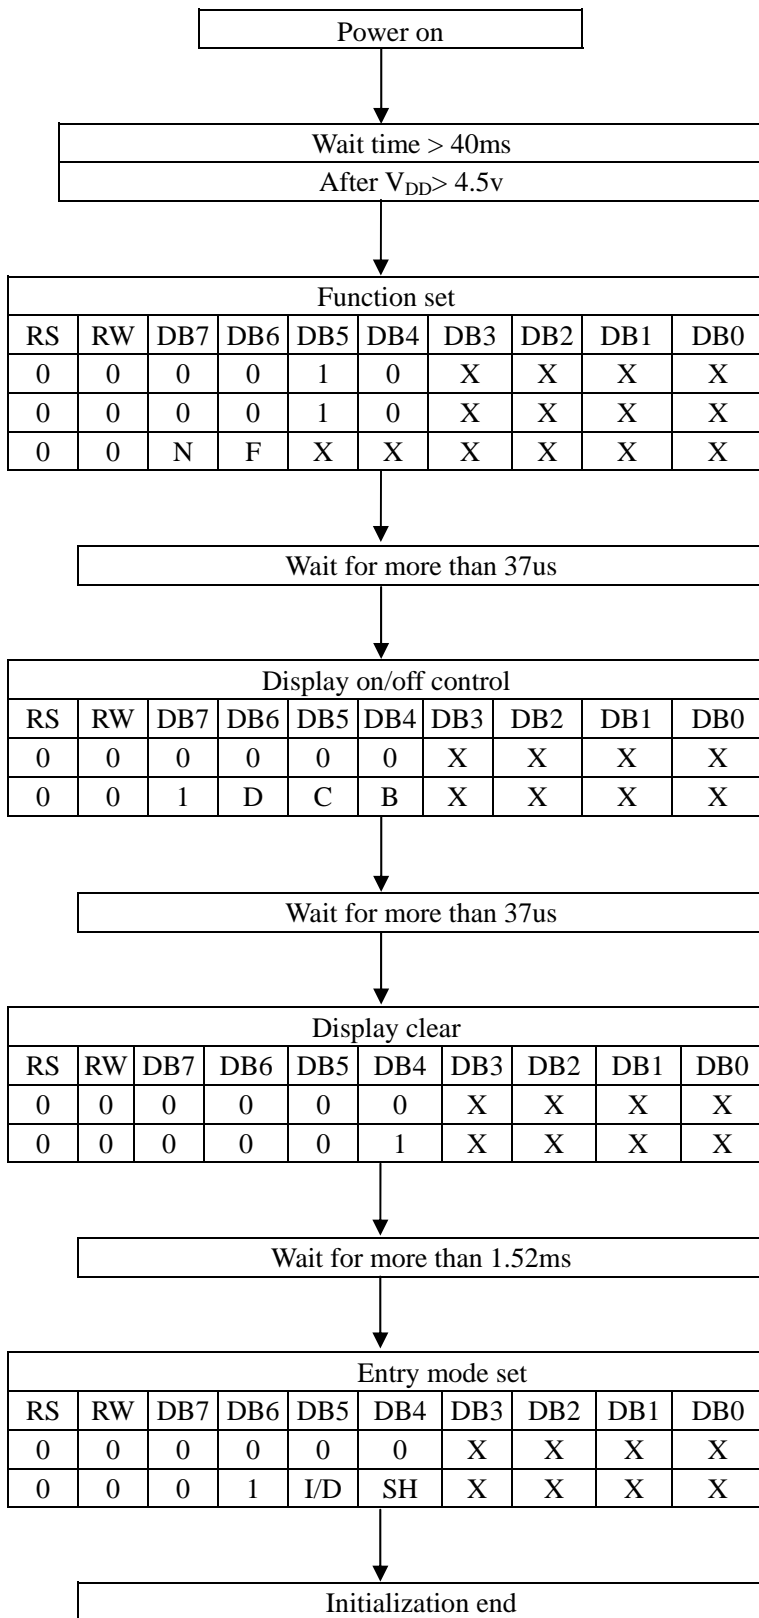 Power on
Wait time > 40ms
After VDD> 4.5v
Function set
RS RW DB7 DB6 DB5 DB4 DB3 DB2 DB1 DB0
0 0 0 0 1 0 X X X X
0 0 0 0 1 0 X X X X
0 0 N F X X X X X X
Wait for more than 37us
Display on/off control
RS RW DB7 DB6 DB5 DB4 DB3 DB2 DB1 DB0
0 0 0 0 0 0 X X X X
0 0 1 D C B X X X X
Wait for more than 37us
Display clear
RS RW DB7 DB6 DB5 DB4 DB3 DB2 DB1 DB0
0 0 0 0 0 0 X X X X
0 0 0 0 0 1 X X X X
Wait for more than 1.52ms
Entry mode set
RS RW DB7 DB6 DB5 DB4 DB3 DB2 DB1 DB0
0 0 0 0 0 0 X X X X
0 0 0 1 I/D SH X X X X
Initialization end